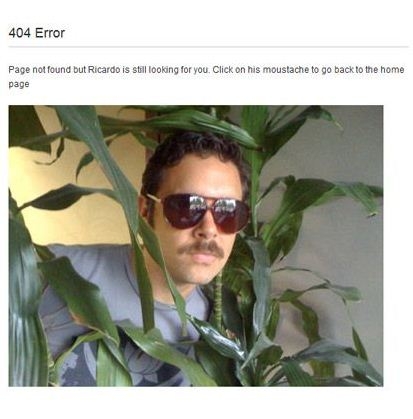 404 Error
Page not found but Ricardo is still looking for you. Click on his moustache to go back to the home
page